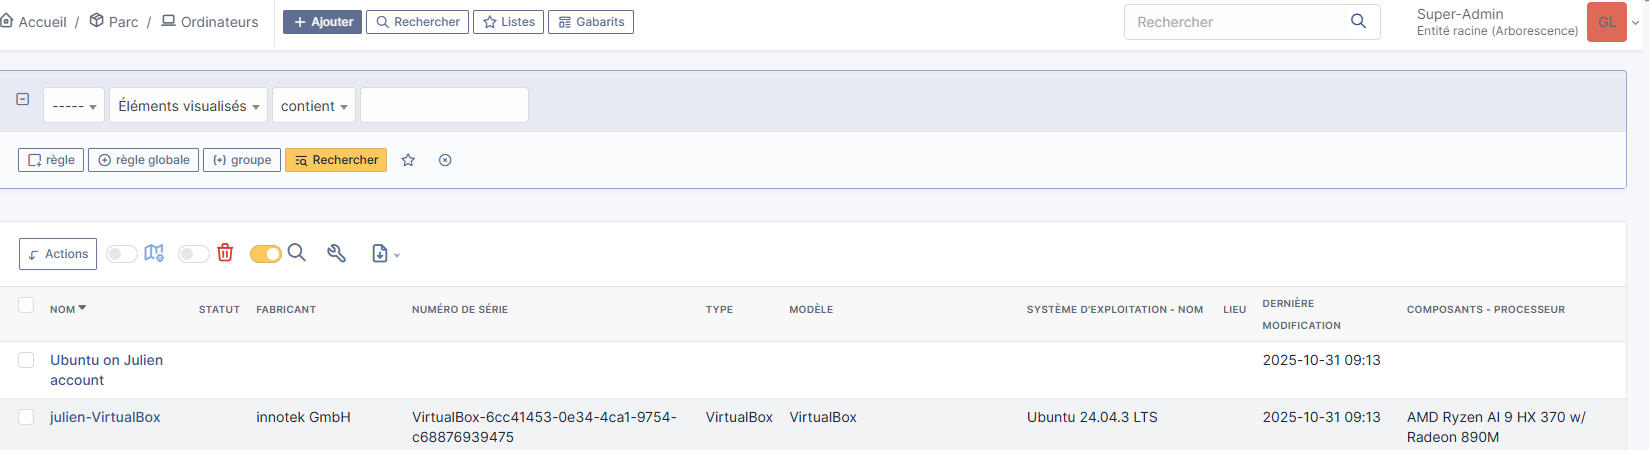 Accueil / Parc / Ordinateurs
Ajouter
Rechercher
Listes
Gabarits
Rechercher
Super-Admin
Entité racine (Arborescence)
GL
-----
Éléments visualisés
contient
règle
règle globale
groupe
Rechercher
Actions
NOM
STATUT
FABRICANT
NUMÉRO DE SÉRIE
TYPE
MODÈLE
SYSTÈME D'EXPLOITATION - NOM
LIEU
DERNIÈRE
MODIFICATION
COMPOSANTS - PROCESSEUR
Ubuntu on Julien
account
2025-10-31 09:13
julien-VirtualBox
innotek GmbH
VirtualBox-6cc41453-0e34-4ca1-9754-
c68876939475
VirtualBox
VirtualBox
Ubuntu 24.04.3 LTS
2025-10-31 09:13
AMD Ryzen AI 9 HX 370 w/
Radeon 890M